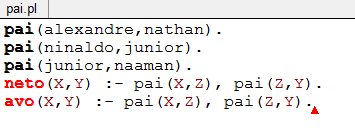 pai.pl
pai(alexandre,nathan).
pai(ninaldo,junior).
pai(junior,naaman).
neto(X,Y) :- pai(X,Z), pai(Z,Y).
avo(X,Y) :- pai(X,Z), pai(Z,Y).